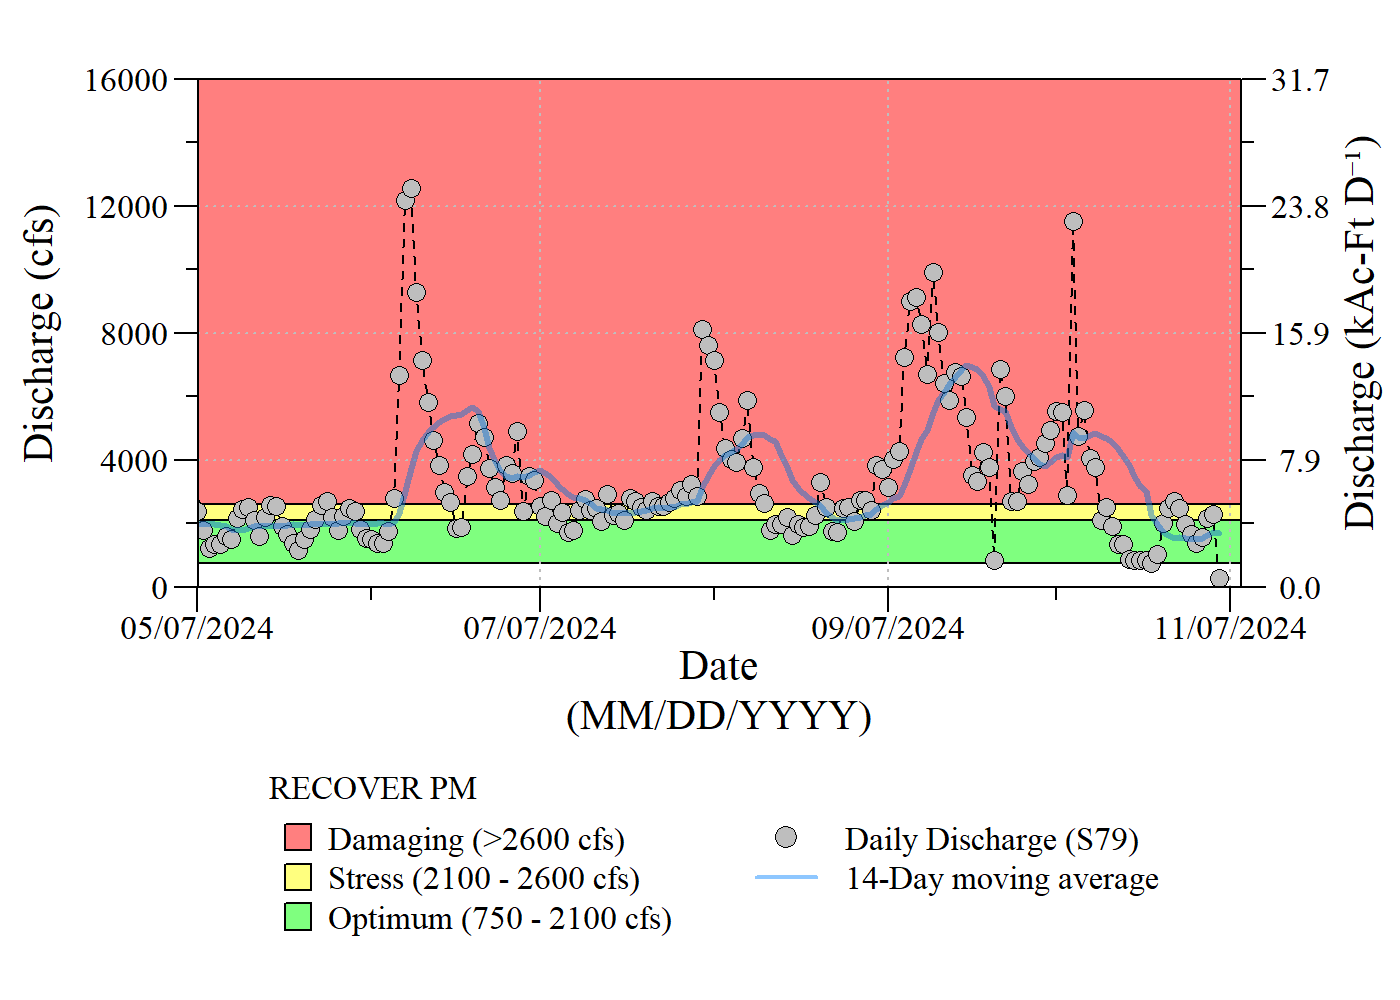 16000
12000
8000
4000
0
Discharge (cfs)
31.7
23.8
15.9
7.9
0.0
Discharge (kAc-Ft D⁻¹)
05/07/2024 07/07/2024 09/07/2024 11/07/2024
Date
(MM/DD/YYYY)
RECOVER PM
Damaging (>2600 cfs)
Stress (2100 - 2600 cfs)
Optimum (750 - 2100 cfs)
Daily Discharge (S79)
14-Day moving average